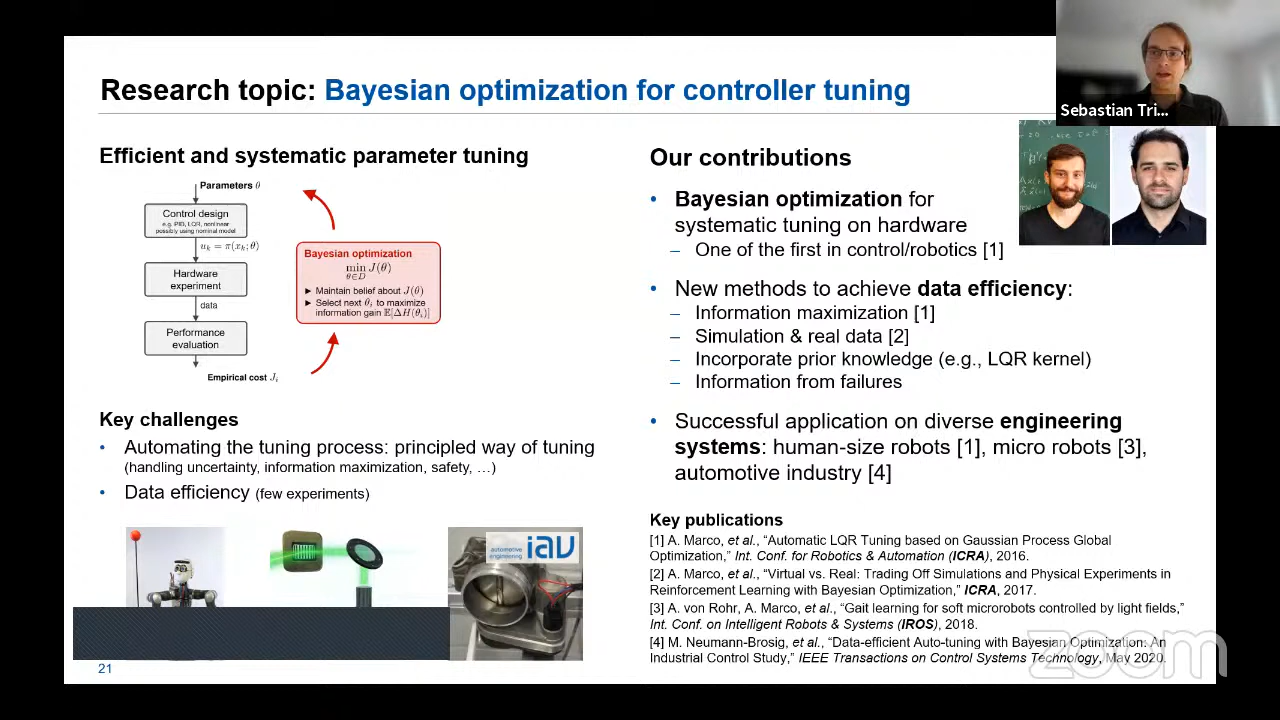 Research topic: Bayesian optimization for controller tuning
Sebastian Tri...
Efficient and systematic parameter tuning
Parameters θ
Control design
e.g. PID, LQR, nonlinear
possibly using nominal model
u_k = π(x_k; θ)
Hardware
experiment
data
Performance
evaluation
Empirical cost J_i
Bayesian optimization
min J(θ)
θ∈D
► Maintain belief about J(θ)
► Select next θ_i to maximize
information gain 𝔼[ΔH(θ_i)]
Key challenges
• Automating the tuning process: principled way of tuning
(handling uncertainty, information maximization, safety, …)
• Data efficiency (few experiments)
automotive
engineering
iav
21
Our contributions
• Bayesian optimization for
systematic tuning on hardware
– One of the first in control/robotics [1]
• New methods to achieve data efficiency:
– Information maximization [1]
– Simulation & real data [2]
– Incorporate prior knowledge (e.g., LQR kernel)
– Information from failures
• Successful application on diverse engineering
systems: human-size robots [1], micro robots [3],
automotive industry [4]
Key publications
[1] A. Marco, et al., “Automatic LQR Tuning based on Gaussian Process Global
Optimization,” Int. Conf. for Robotics & Automation (ICRA), 2016.
[2] A. Marco, et al., “Virtual vs. Real: Trading Off Simulations and Physical Experiments in
Reinforcement Learning with Bayesian Optimization,” ICRA, 2017.
[3] A. von Rohr, A. Marco, et al., “Gait learning for soft microrobots controlled by light fields,”
Int. Conf. on Intelligent Robots & Systems (IROS), 2018.
[4] M. Neumann-Brosig, et al., “Data-efficient Auto-tuning with Bayesian Optimization: An
Industrial Control Study,” IEEE Transactions on Control Systems Technology, May 2020.
zoom